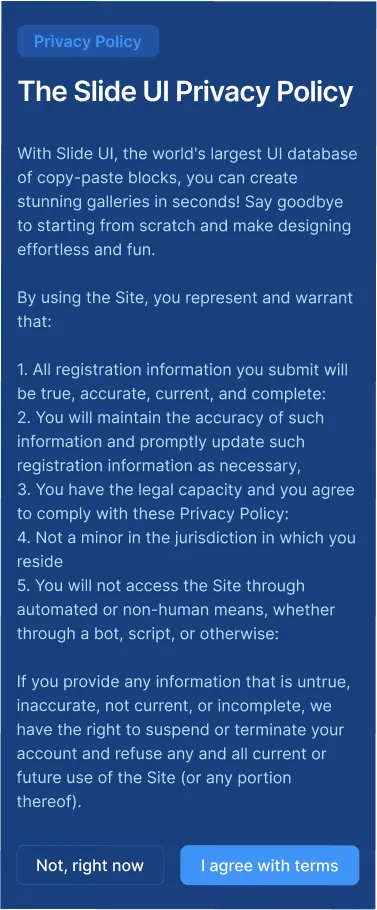 Privacy Policy
The Slide UI Privacy Policy
With Slide UI, the world's largest UI database
of copy-paste blocks, you can create
stunning galleries in seconds! Say goodbye
to starting from scratch and make designing
effortless and fun.
By using the Site, you represent and warrant
that:
1. All registration information you submit will
be true, accurate, current, and complete:
2. You will maintain the accuracy of such
information and promptly update such
registration information as necessary,
3. You have the legal capacity and you agree
to comply with these Privacy Policy:
4. Not a minor in the jurisdiction in which you
reside
5. You will not access the Site through
automated or non-human means, whether
through a bot, script, or otherwise:
If you provide any information that is untrue,
inaccurate, not current, or incomplete, we
have the right to suspend or terminate your
account and refuse any and all current or
future use of the Site (or any portion
thereof).
Not, right now
I agree with terms